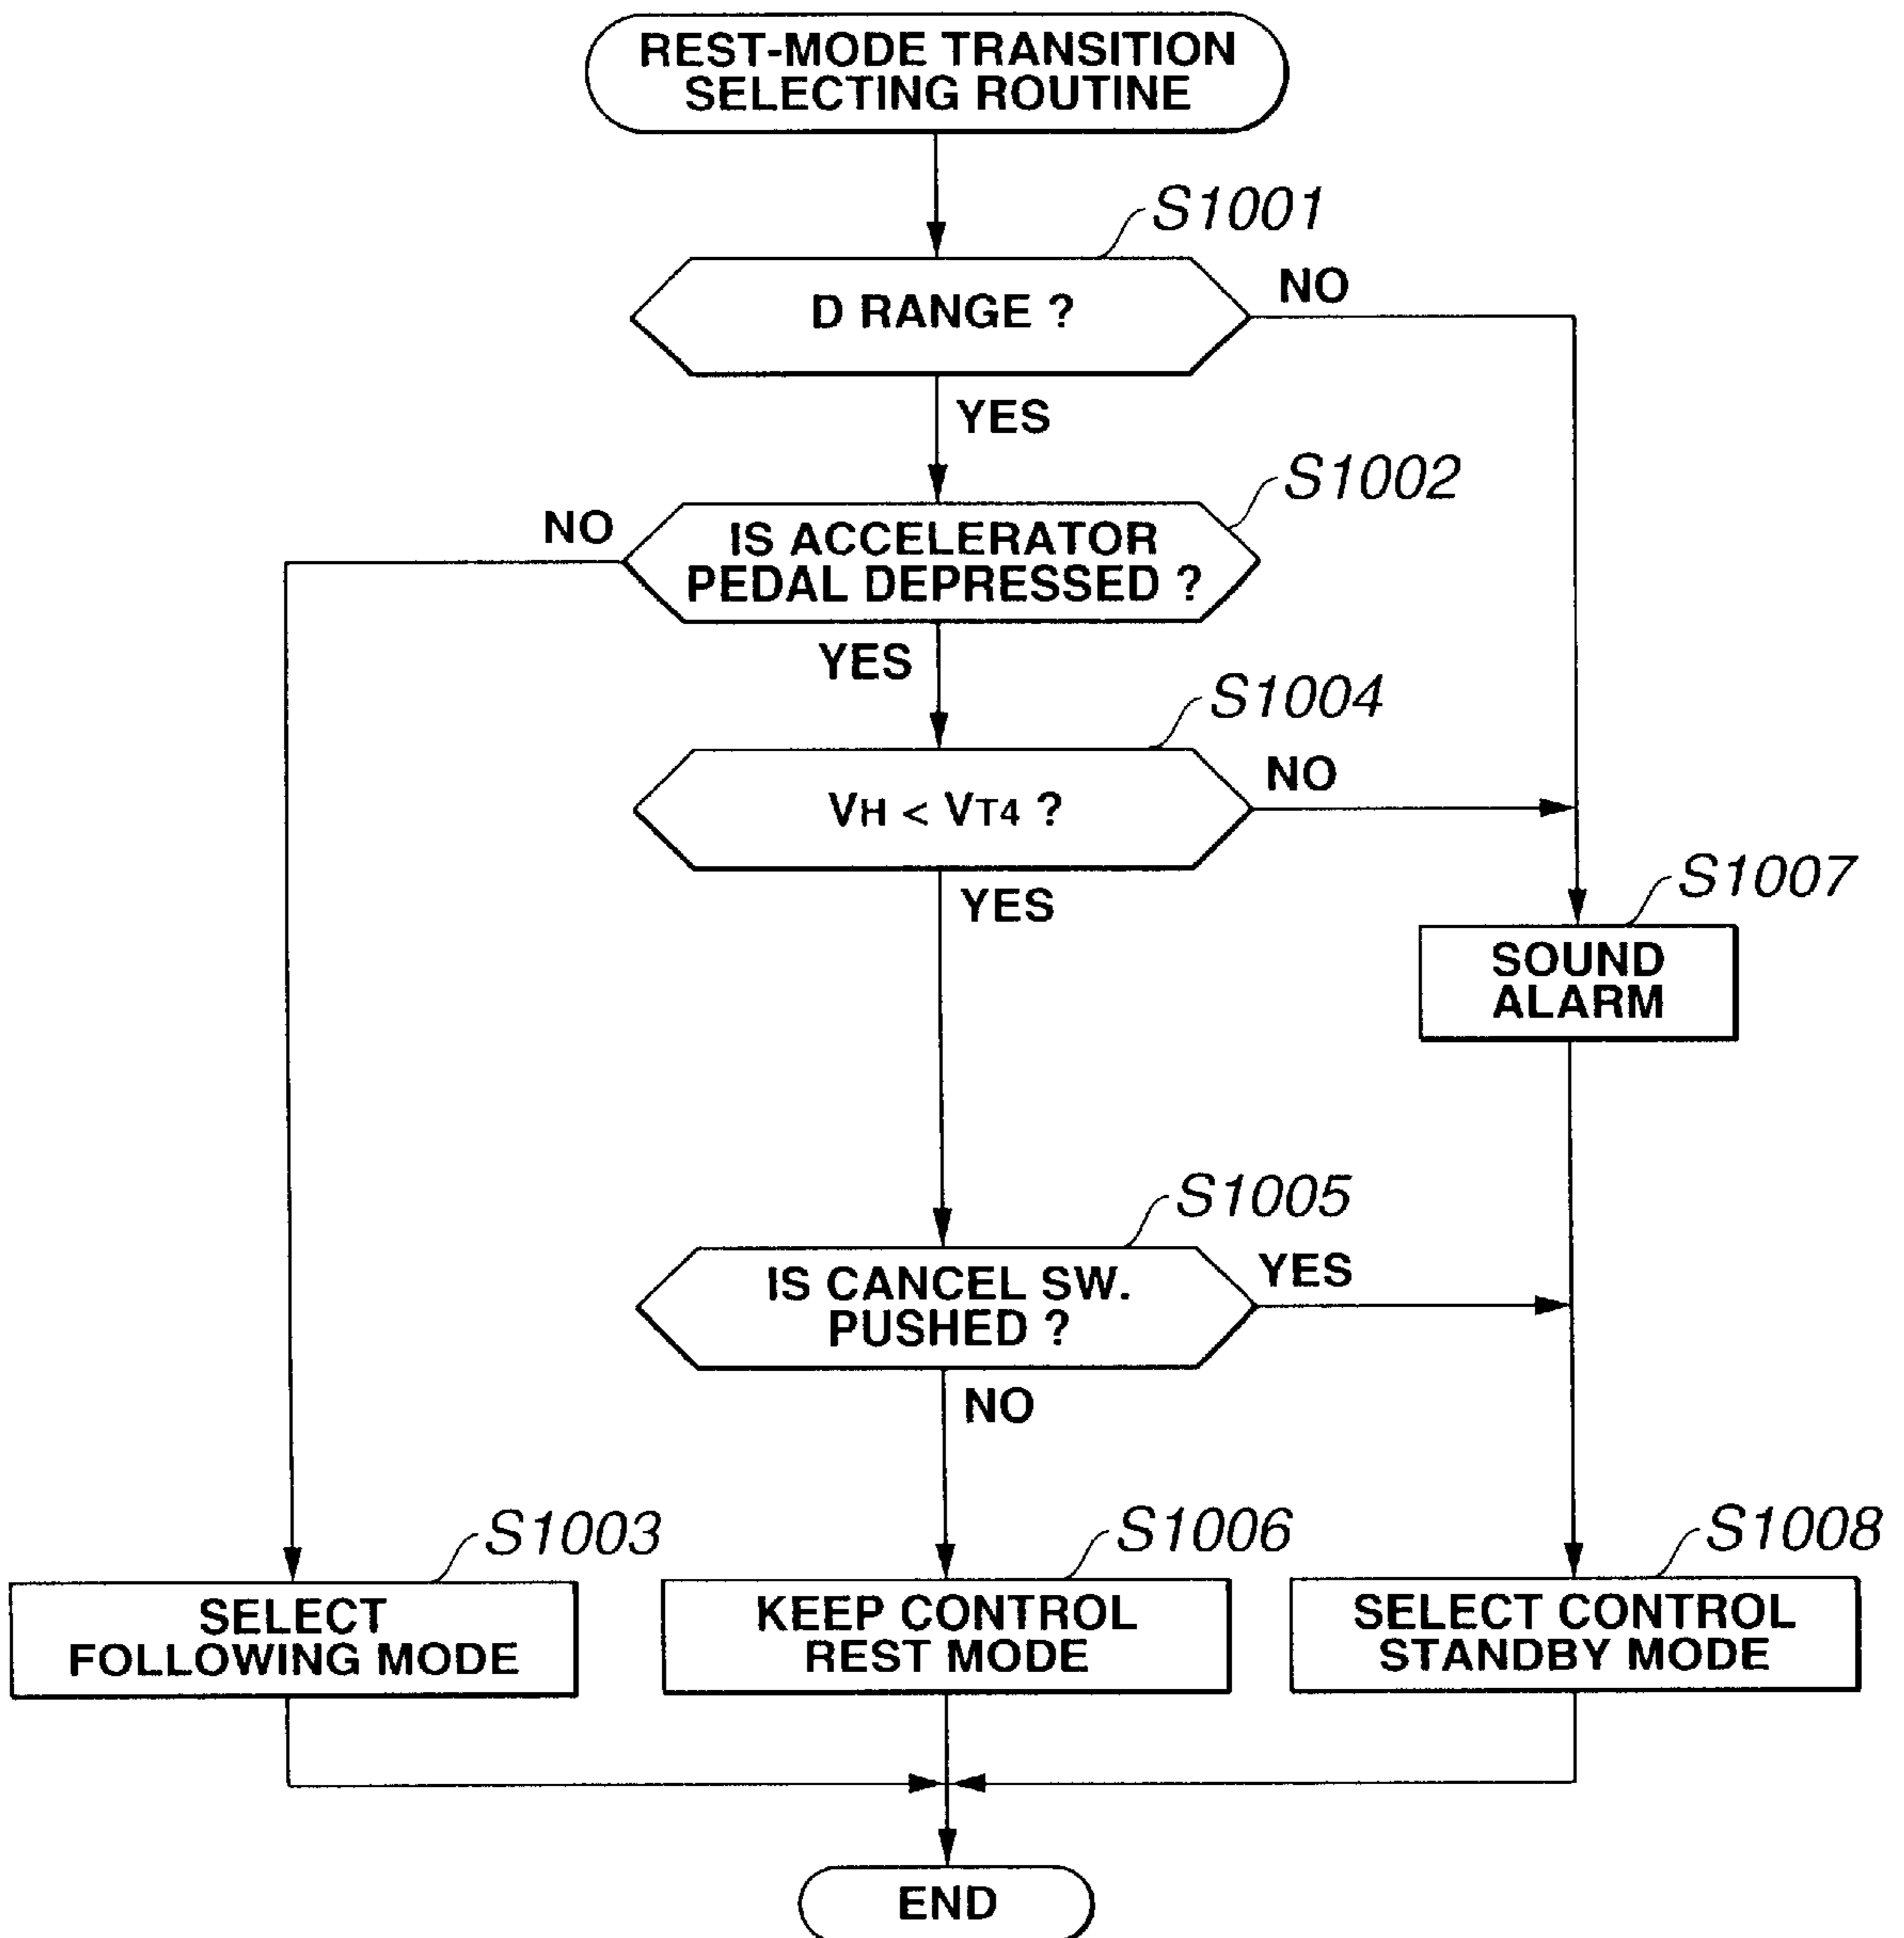 REST-MODE TRANSITION
SELECTING ROUTINE
S1001
D RANGE ?
NO
YES
S1002
NO
IS ACCELERATOR
PEDAL DEPRESSED ?
YES
S1004
VH < VT4 ?
NO
YES
S1007
SOUND
ALARM
S1005
IS CANCEL SW.
PUSHED ?
YES
NO
S1003
SELECT
FOLLOWING MODE
S1006
KEEP CONTROL
REST MODE
S1008
SELECT CONTROL
STANDBY MODE
END